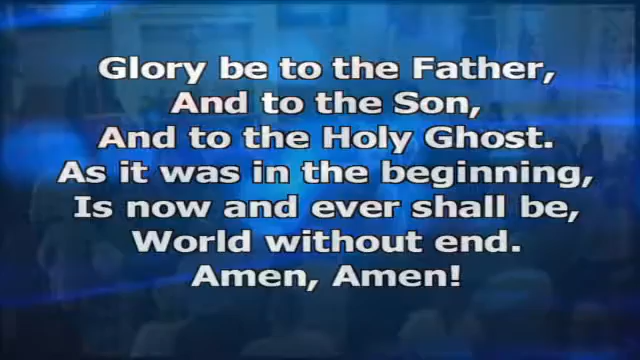 Glory be to the Father,
And to the Son,
And to the Holy Ghost.
As it was in the beginning,
Is now and ever shall be,
World without end.
Amen, Amen!